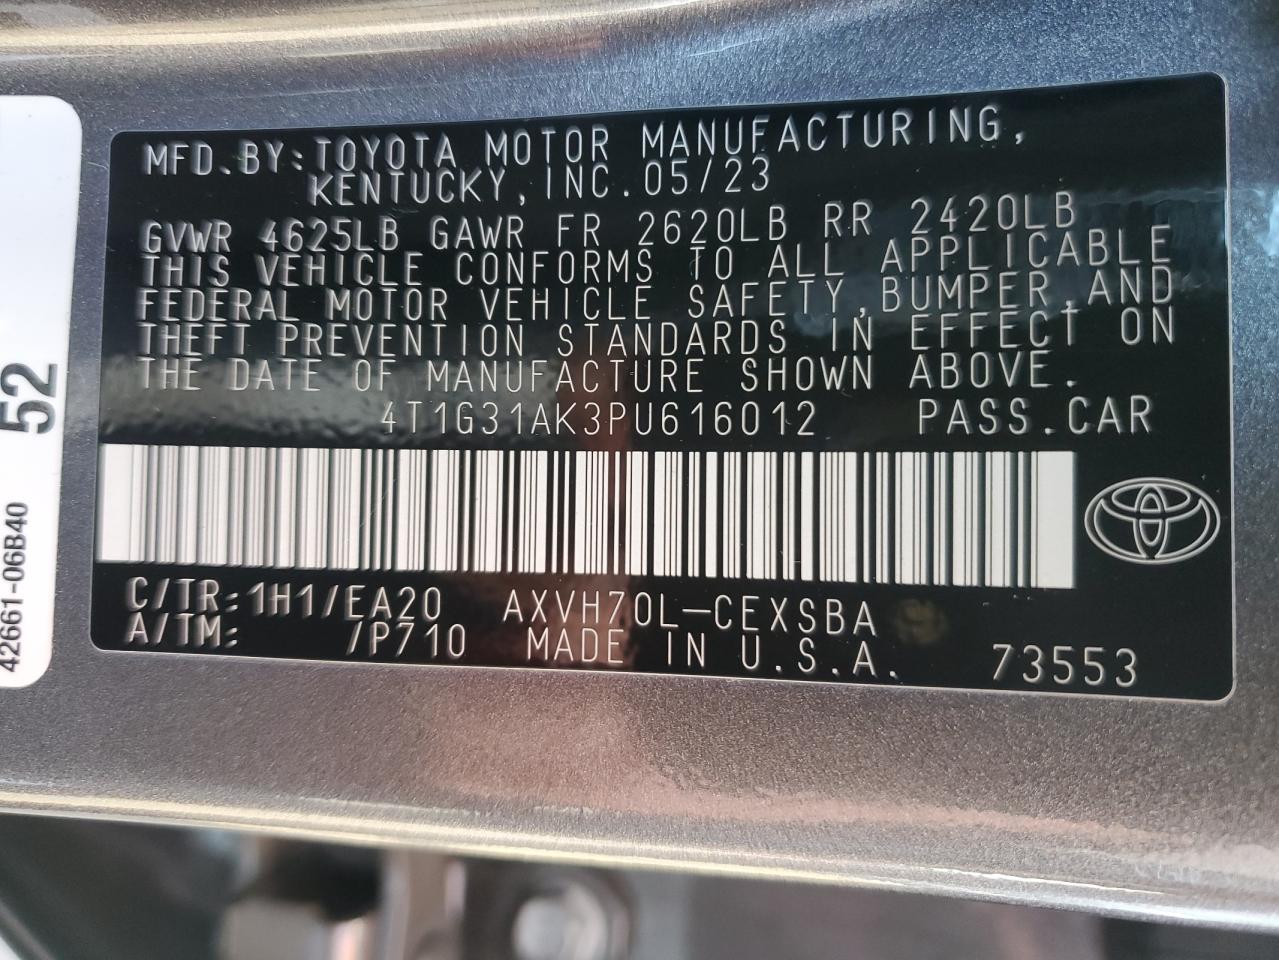 MFD.BY:TOYOTA MOTOR MANUFACTURING,
KENTUCKY,INC.05/23
GVWR 4625LB GAWR FR 2620LB RR 2420LB
THIS VEHICLE CONFORMS TO ALL APPLICABLE
FEDERAL MOTOR VEHICLE SAFETY,BUMPER,AND
THEFT PREVENTION STANDARDS IN EFFECT ON
THE DATE OF MANUFACTURE SHOWN ABOVE.
4T1G31AK3PU616012 PASS.CAR
C/TR:1H1/EA20 AXVH70L-CEXSBA
A/TM: /P710 MADE IN U.S.A. 73553
42661-06B40 52